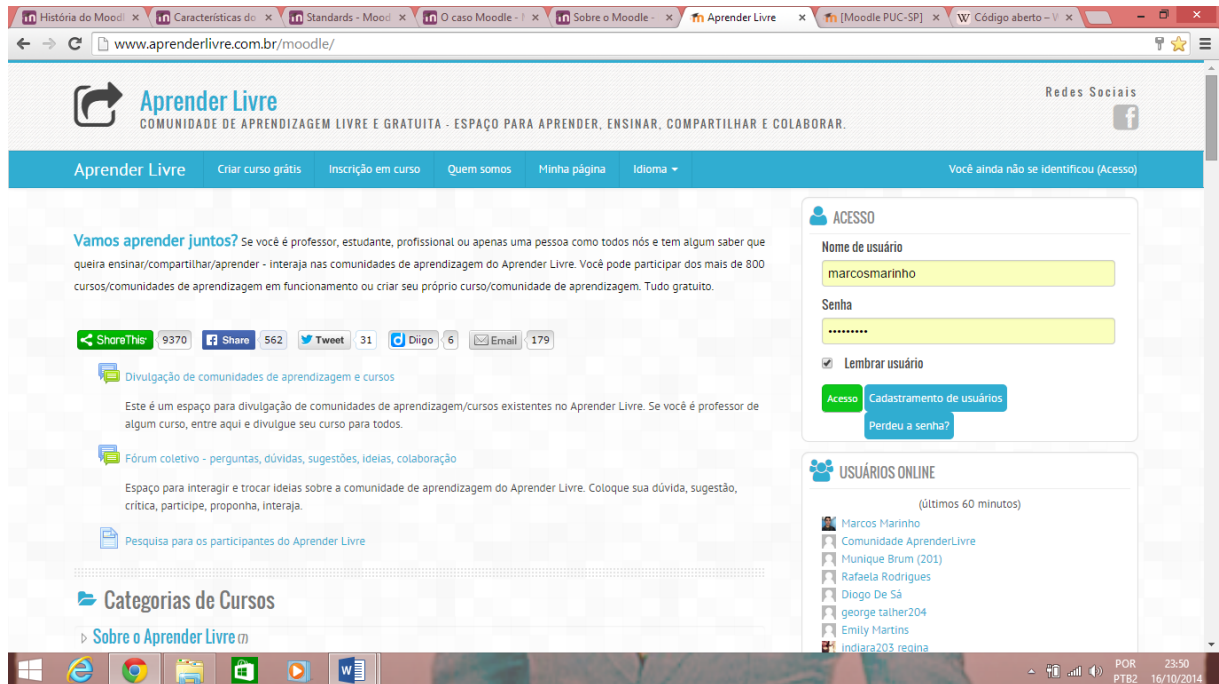 História do Moodl
Características do
Standards - Mood
O caso Moodle -
Sobre o Moodle -
Aprender Livre
[Moodle PUC-SP]
Código aberto –
www.aprenderlivre.com.br/moodle/
Aprender Livre
COMUNIDADE DE APRENDIZAGEM LIVRE E GRATUITA - ESPAÇO PARA APRENDER, ENSINAR, COMPARTILHAR E COLABORAR.
Redes Sociais
f
Aprender Livre Criar curso grátis Inscrição em curso Quem somos Minha página Idioma Você ainda não se identificou (Acesso)
Vamos aprender juntos? Se você é professor, estudante, profissional ou apenas uma pessoa como todos nós e tem algum saber que
queira ensinar/compartilhar/aprender - interaja nas comunidades de aprendizagem do Aprender Livre. Você pode participar dos mais de 800
cursos/comunidades de aprendizagem em funcionamento ou criar seu próprio curso/comunidade de aprendizagem. Tudo gratuito.
ShareThis 9370 Share 562 Tweet 31 Diigo 6 Email 179
Divulgação de comunidades de aprendizagem e cursos
Este é um espaço para divulgação de comunidades de aprendizagem/cursos existentes no Aprender Livre. Se você é professor de
algum curso, entre aqui e divulgue seu curso para todos.
Fórum coletivo - perguntas, dúvidas, sugestões, ideias, colaboração
Espaço para interagir e trocar ideias sobre a comunidade de aprendizagem do Aprender Livre. Coloque sua dúvida, sugestão,
crítica, participe, proponha, interaja.
Pesquisa para os participantes do Aprender Livre
Categorias de Cursos
Sobre o Aprender Livre (7)
ACESSO
Nome de usuário
marcosmarinho
Senha
•••••••••
Lembrar usuário
Acesso Cadastramento de usuários
Perdeu a senha?
USUÁRIOS ONLINE
(últimos 60 minutos)
Marcos Marinho
Comunidade AprenderLivre
Munique Brum (201)
Rafaela Rodrigues
Diogo De Sá
george talher204
Emily Martins
indiara203 regina
POR 23:50
PTB2 16/10/2014